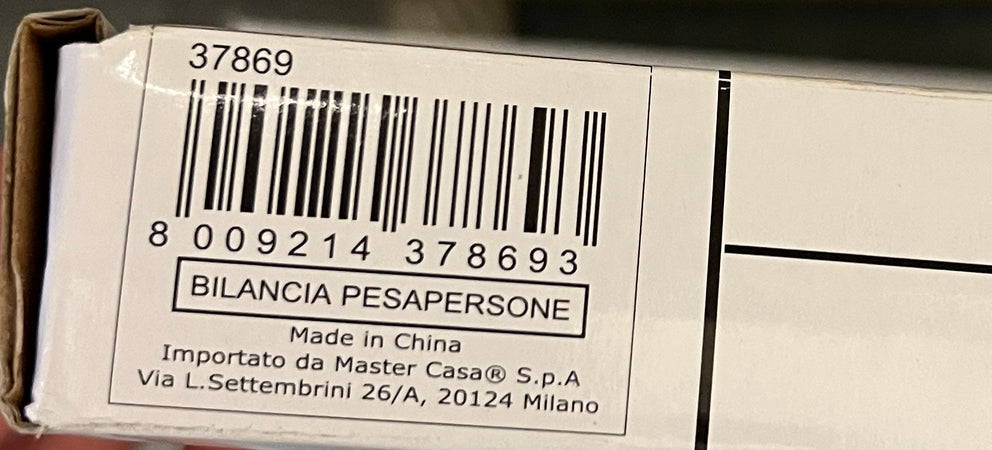 37869
8 009214 378693
BILANCIA PESAPERSONE
Made in China
Importato da Master Casa® S.p.A
Via L.Settembrini 26/A, 20124 Milano